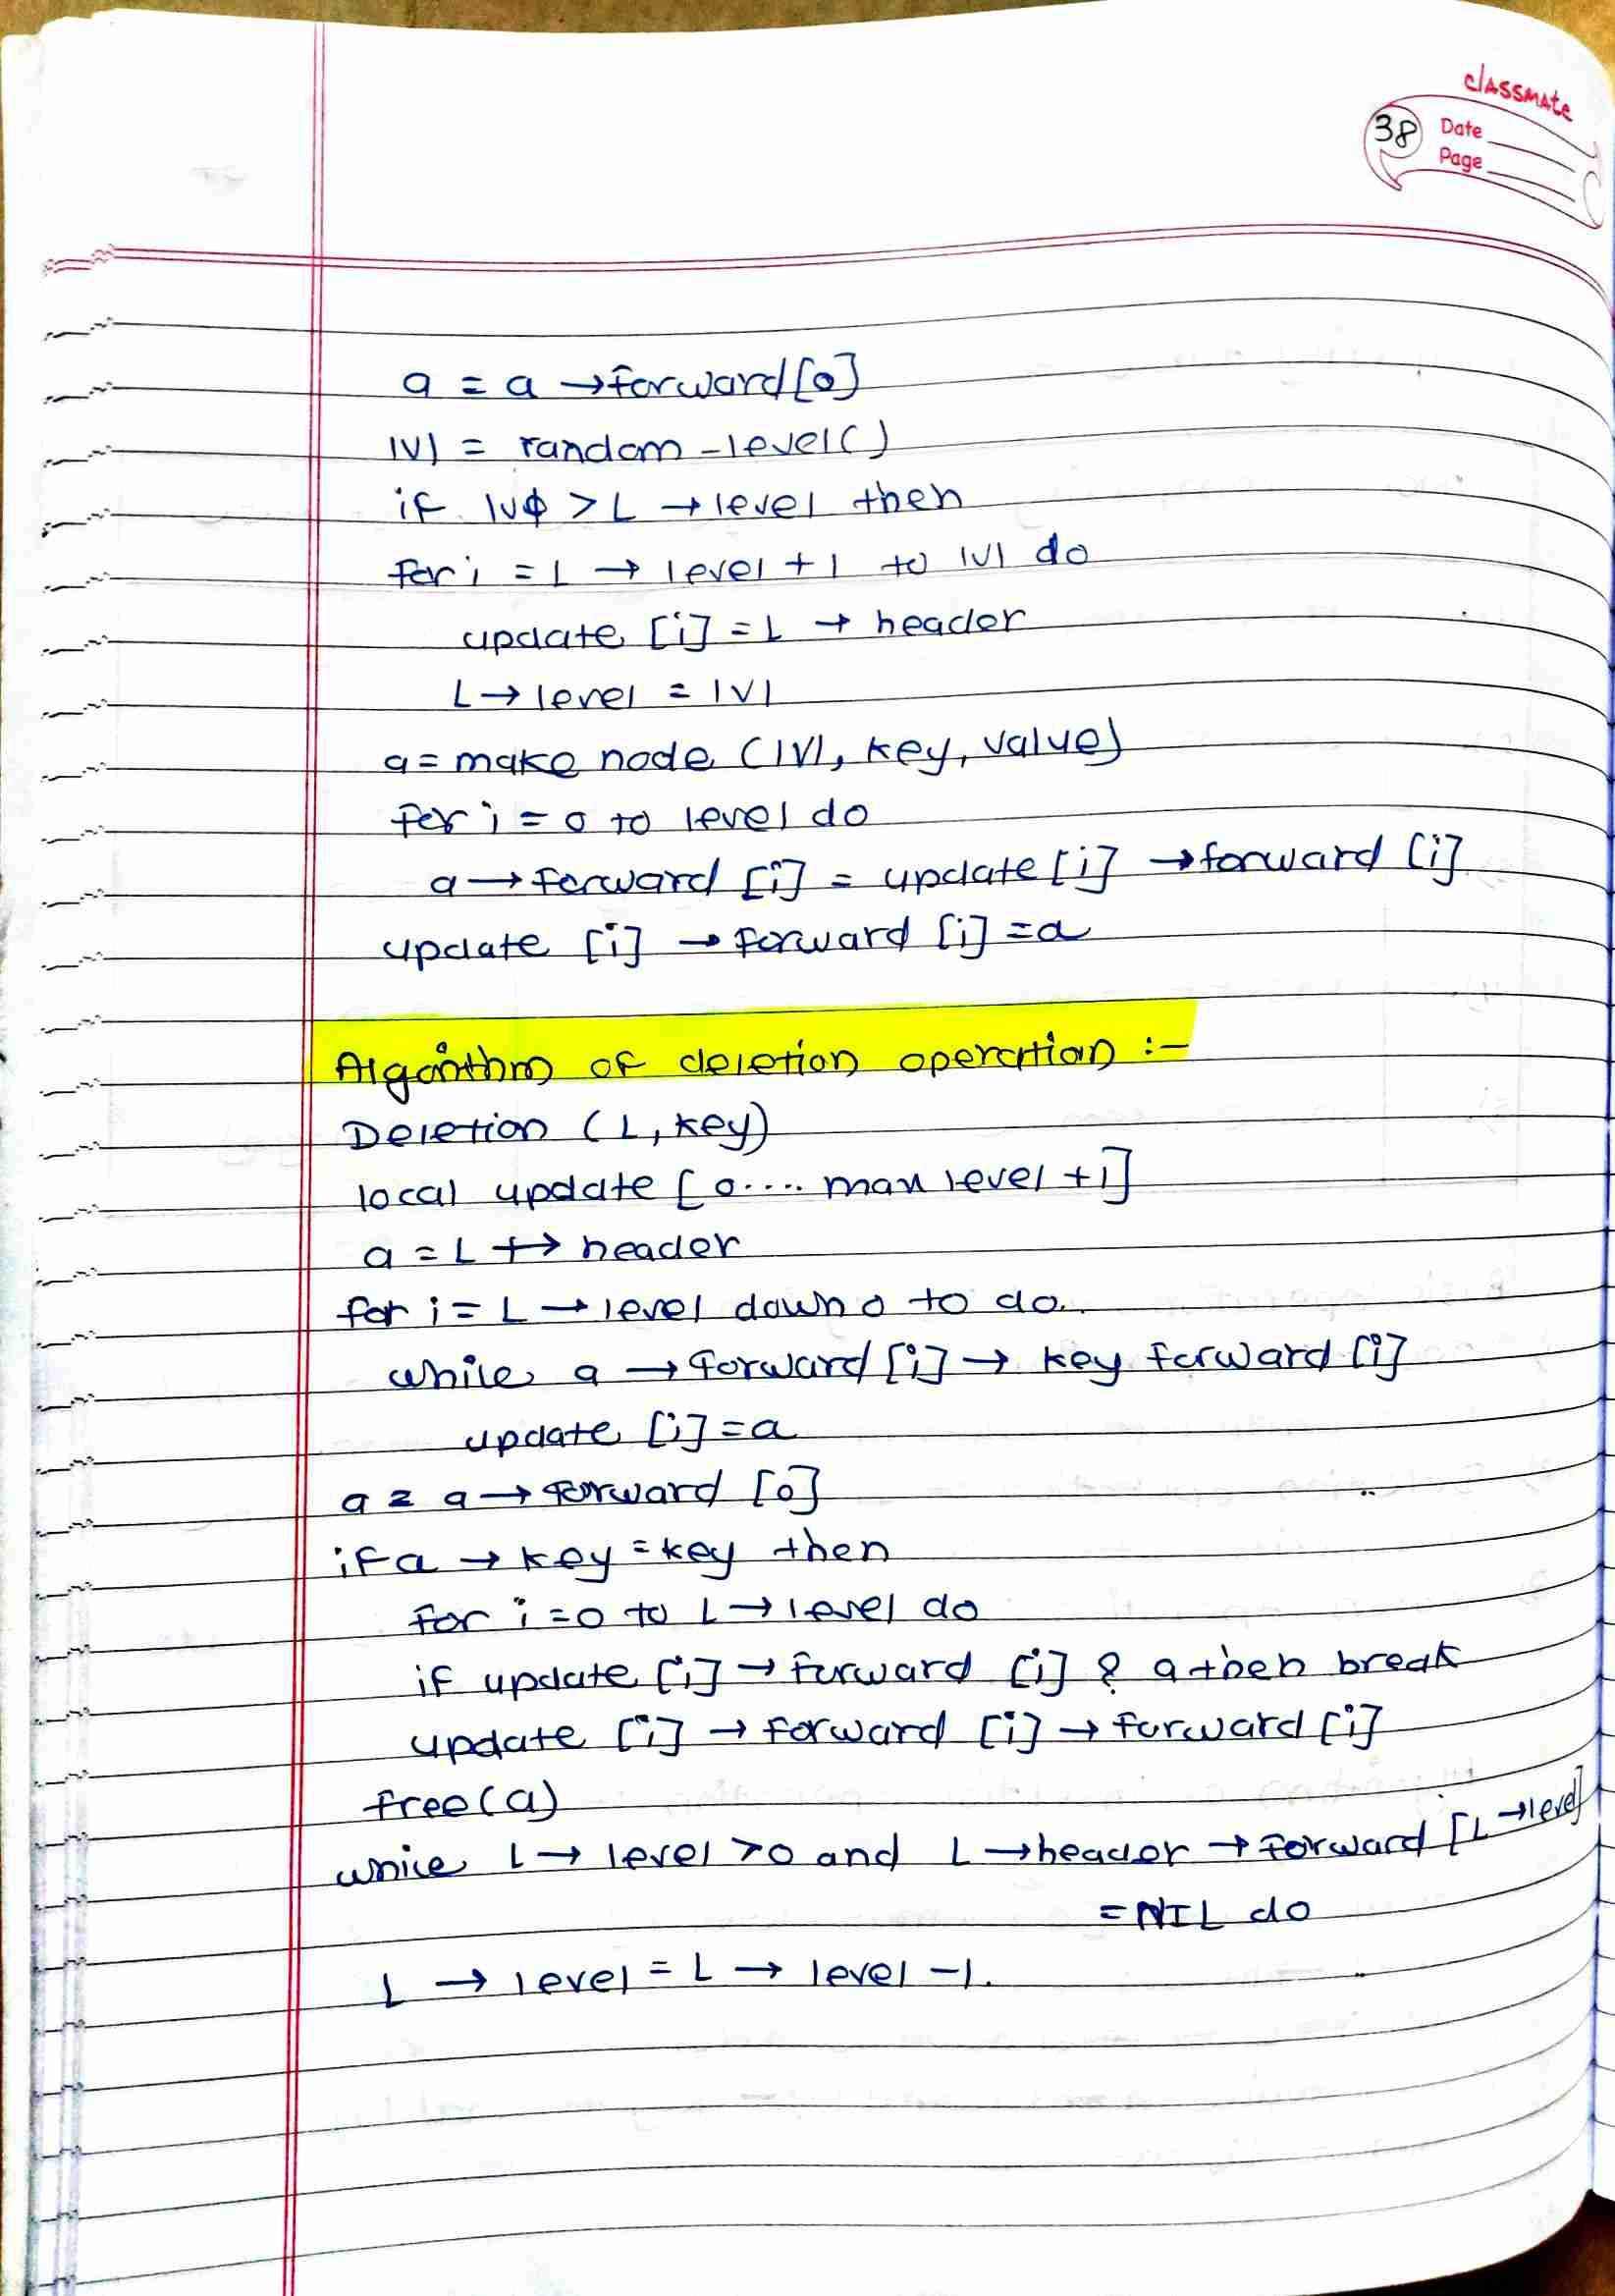 classmate
38 Date
Page
a = a →forward[0]
lvl = random-level()
if lvl > L → level then
for i = L → level + 1 to lvl do
update [i] = L → header
L → level = lvl
a = make node (lvl, key, value)
for i = 0 to level do
a → forward [i] = update [i] → forward [i]
update [i] → forward [i] = a
Algorithm of deletion operation :-
Deletion (L, key)
local update [0.... max level + 1]
a = L → header
for i = L → level down 0 to do.
while a → forward [i] → key forward [i]
update [i] = a
a = a → forward [0]
if a → key = key then
for i = 0 to L → level do
if update [i] → forward [i] ? a then break
update [i] → forward [i] → forward [i]
free(a)
while L → level > 0 and L → header → forward [L → level]
= NIL do
L → level = L → level - 1.